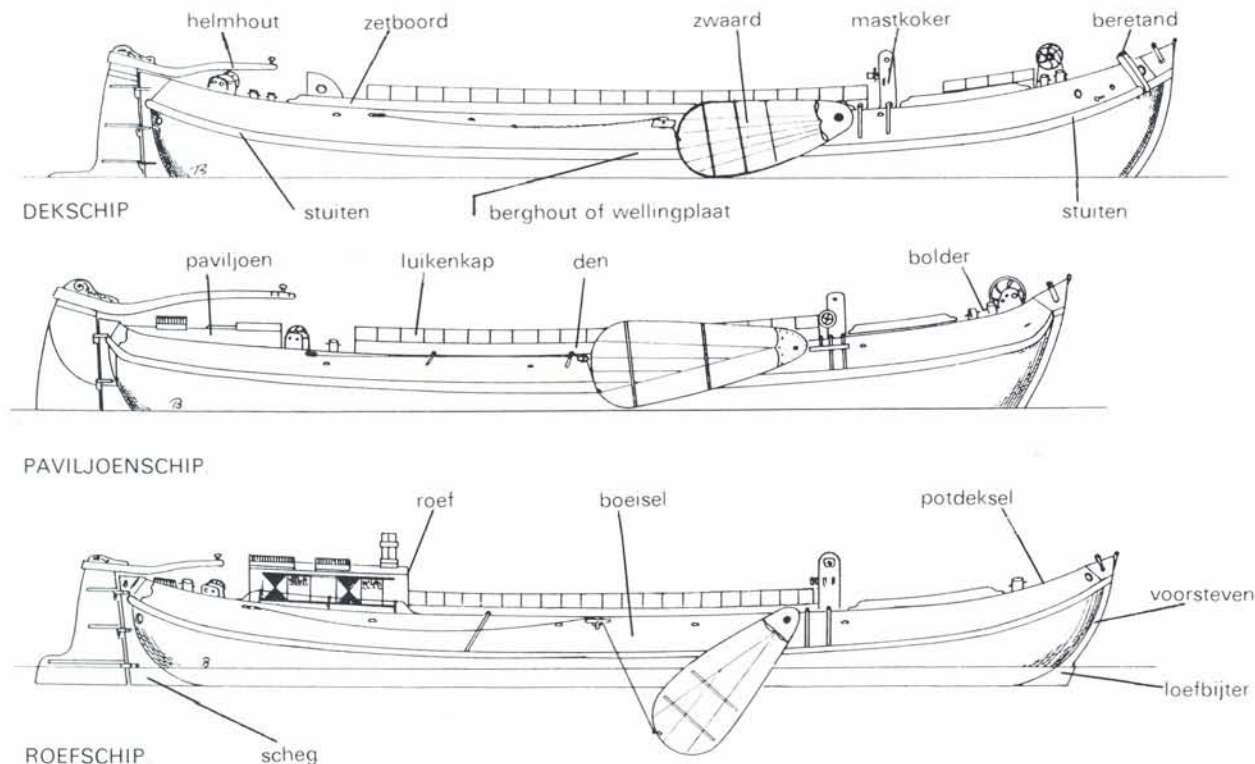 helmhout zetboord zwaard mastkoker beretand
DEKSCHIP stuiten berghout of wellingplaat stuiten
paviljoen luikenkap den bolder
PAVILJOENSCHIP
roef boeisel potdeksel
voorsteven
loefbijter
ROEFSCHIP scheg